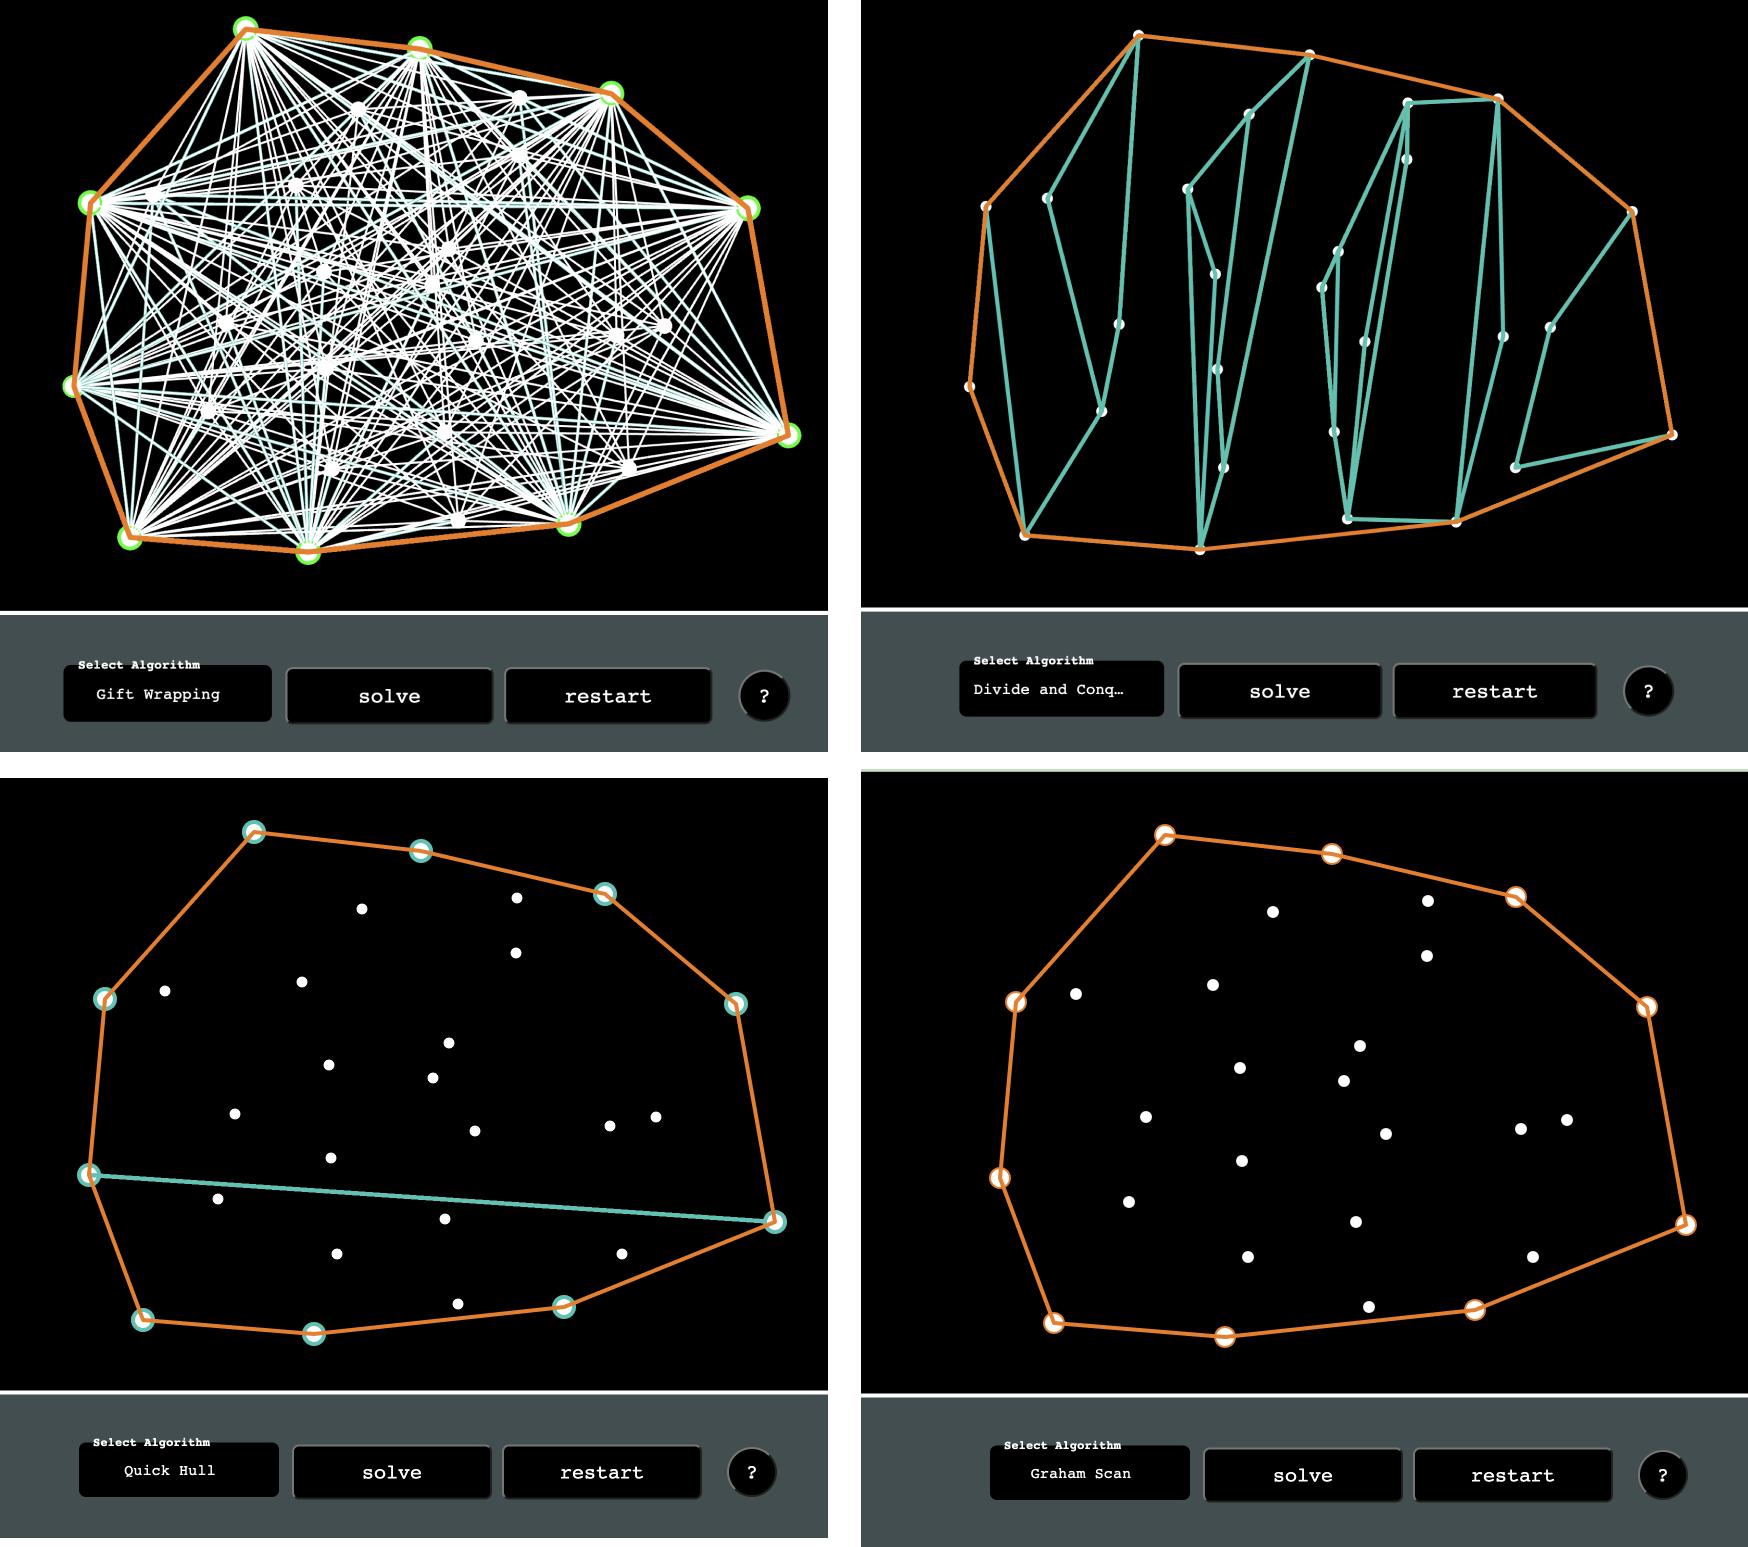 Select Algorithm
Gift Wrapping
solve
restart
?
Select Algorithm
Divide and Conq…
solve
restart
?
Select Algorithm
Quick Hull
solve
restart
?
Select Algorithm
Graham Scan
solve
restart
?